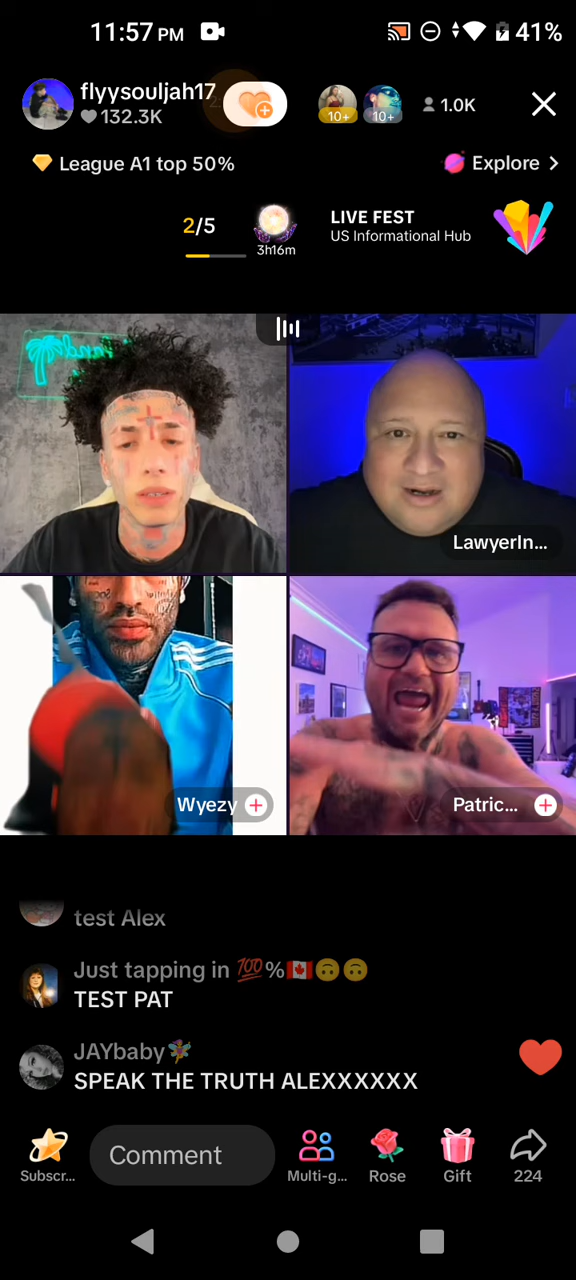 11:57 PM
41%
flyysouljah17
132.3K
10+
10+
1.0K
League A1 top 50%
Explore >
2/5
3h16m
LIVE FEST
US Informational Hub
LawyerIn...
Wyezy
Patric...
test Alex
Just tapping in 💯%🇨🇦🙃🙃
TEST PAT
JAYbaby🧚
SPEAK THE TRUTH ALEXXXXXX
Subscr...
Comment
Multi-g...
Rose
Gift
224